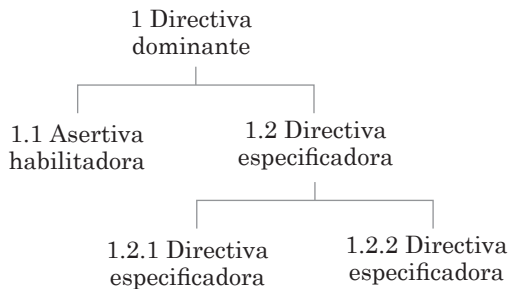 1 Directiva
dominante
1.1 Asertiva
habilitadora
1.2 Directiva
especificadora
1.2.1 Directiva
especificadora
1.2.2 Directiva
especificadora